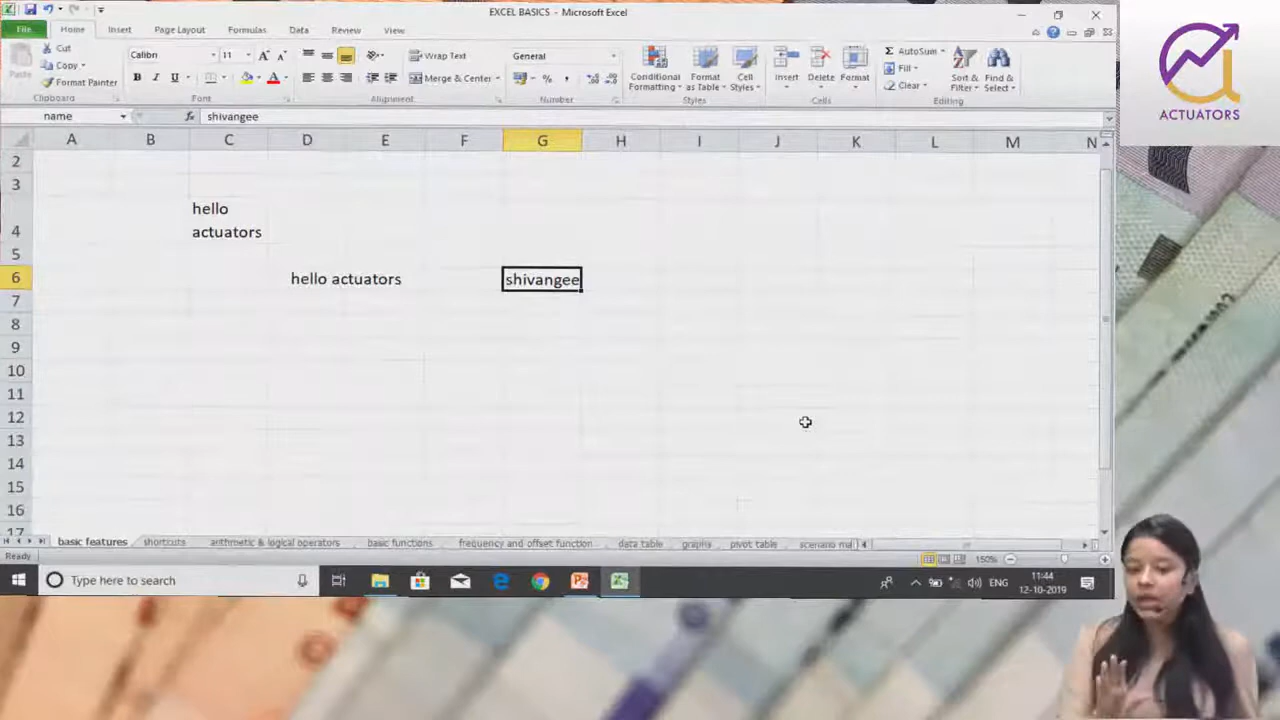 EXCEL BASICS - Microsoft Excel
File Home Insert Page Layout Formulas Data Review View
Paste
Cut
Copy
Format Painter
Clipboard
Calibri 11
B I U
Font
Wrap Text
Merge & Center
Alignment
General
%
Number
Conditional Formatting
Format as Table
Cell Styles
Styles
Insert Delete Format
Cells
Σ AutoSum
Fill
Clear
Sort & Filter
Find & Select
Editing
ACTUATORS
name fx shivangee
A B C D E F G H I J K L M N
2
3
hello
4 actuators
5
6 hello actuators shivangee
7
8
9
10
11
12
13
14
15
16
17
basic features shortcuts arithmetic & logical operators basic functions frequency and offset function data table graphs pivot table scenario
Ready 150%
Type here to search
ENG
11:44
12-10-2019